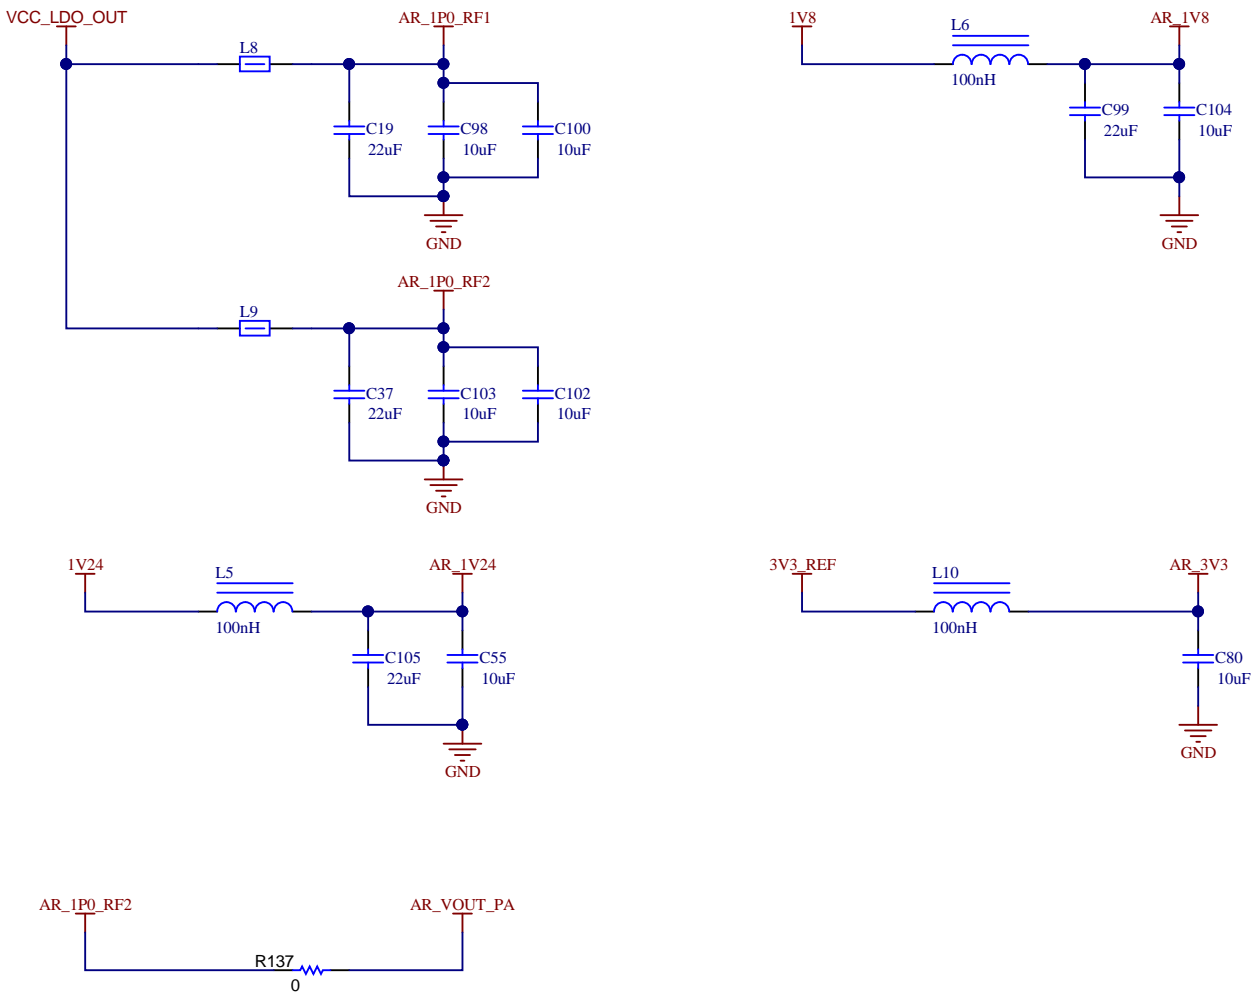 VCC_LDO_OUT
AR_1P0_RF1
L8
C19
22uF
C98
10uF
C100
10uF
GND
1V8
L6
100nH
AR_1V8
C99
22uF
C104
10uF
GND
AR_1P0_RF2
L9
C37
22uF
C103
10uF
C102
10uF
GND
1V24
L5
100nH
AR_1V24
C105
22uF
C55
10uF
GND
3V3_REF
L10
100nH
AR_3V3
C80
10uF
GND
AR_1P0_RF2
AR_VOUT_PA
R137
0